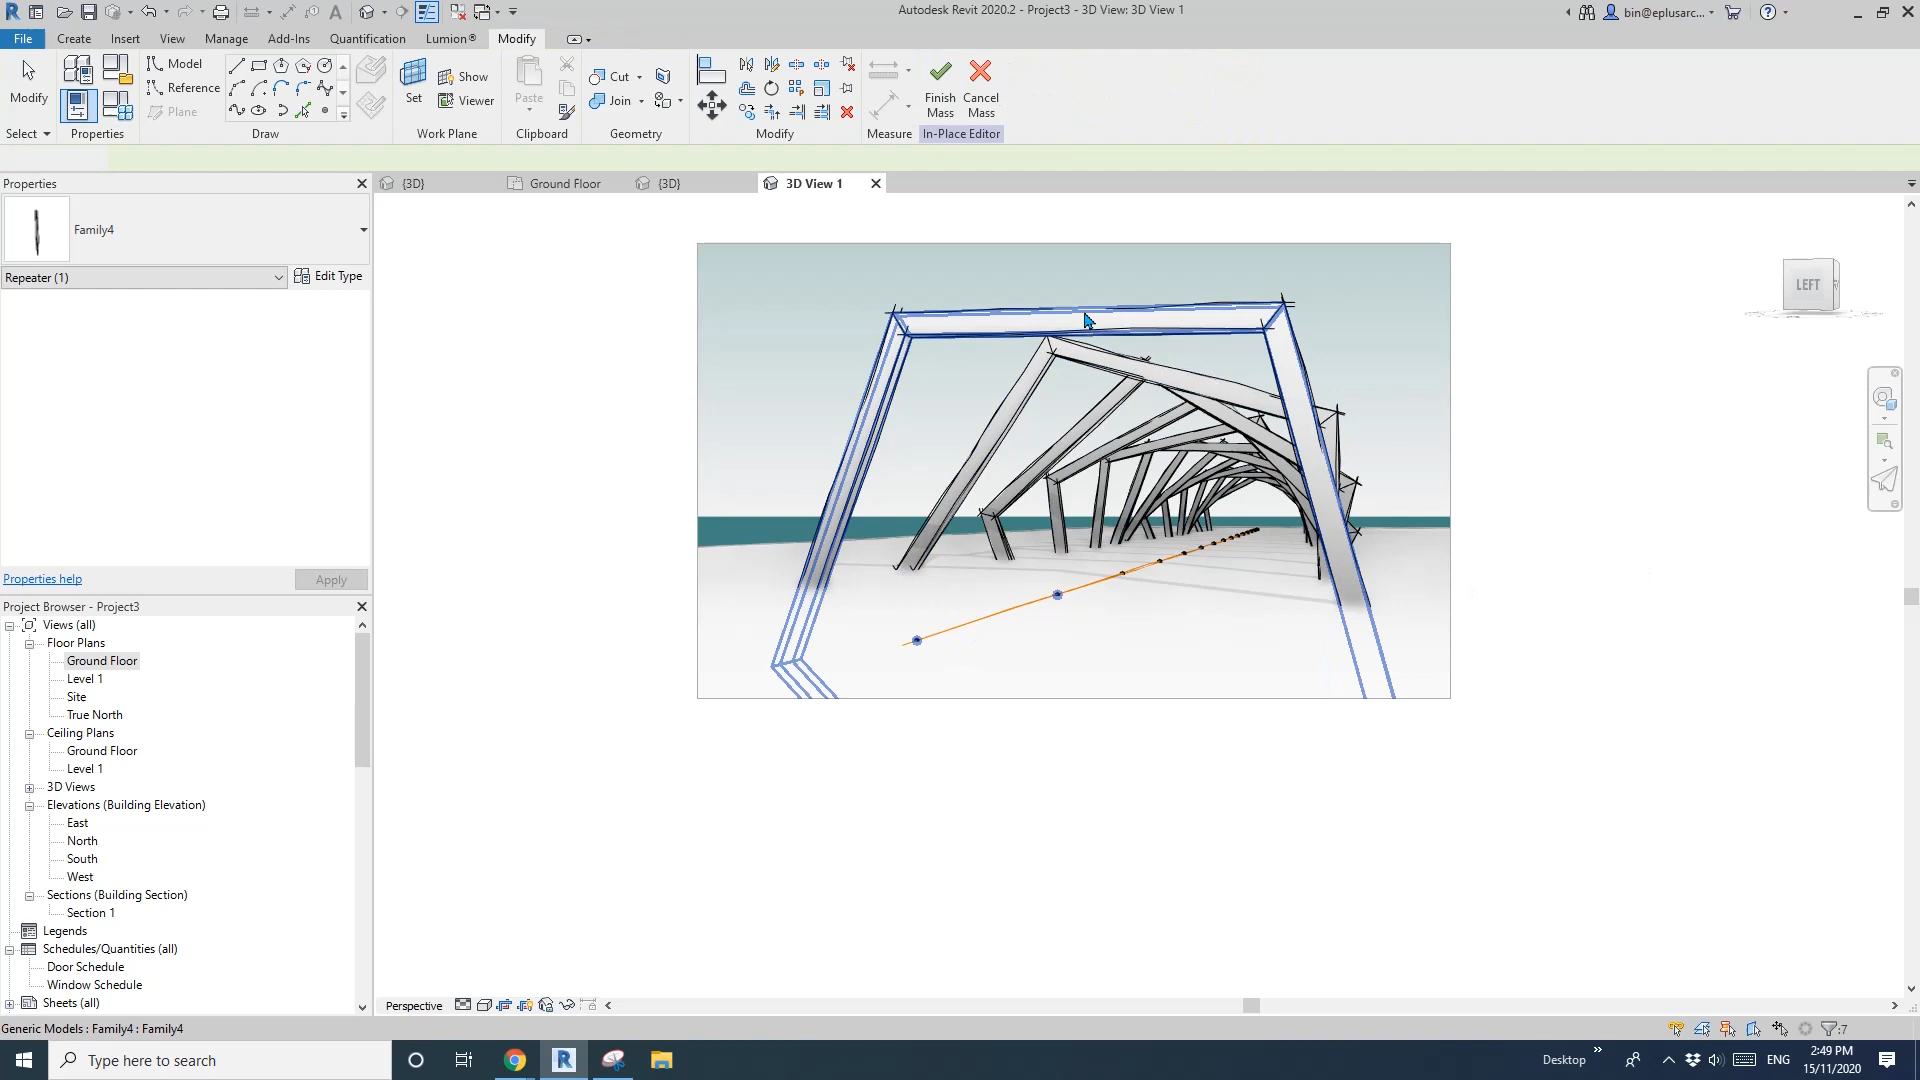 Autodesk Revit 2020.2 - Project3 - 3D View: 3D View 1
bin@eplusarc...
File Create Insert View Manage Add-Ins Quantification Lumion® Modify
Modify
Model
Reference
Plane
Set
Show
Viewer
Paste
Cut
Join
Finish Mass
Cancel Mass
Select Properties Draw Work Plane Clipboard Geometry Modify Measure In-Place Editor
Properties
{3D} Ground Floor {3D} 3D View 1
Family4
Repeater (1) Edit Type
LEFT
Properties help Apply
Project Browser - Project3
Views (all)
Floor Plans
Ground Floor
Level 1
Site
True North
Ceiling Plans
Ground Floor
Level 1
3D Views
Elevations (Building Elevation)
East
North
South
West
Sections (Building Section)
Section 1
Legends
Schedules/Quantities (all)
Door Schedule
Window Schedule
Sheets (all)
Perspective
Generic Models : Family4 : Family4
:7
Type here to search
Desktop
ENG
2:49 PM
15/11/2020